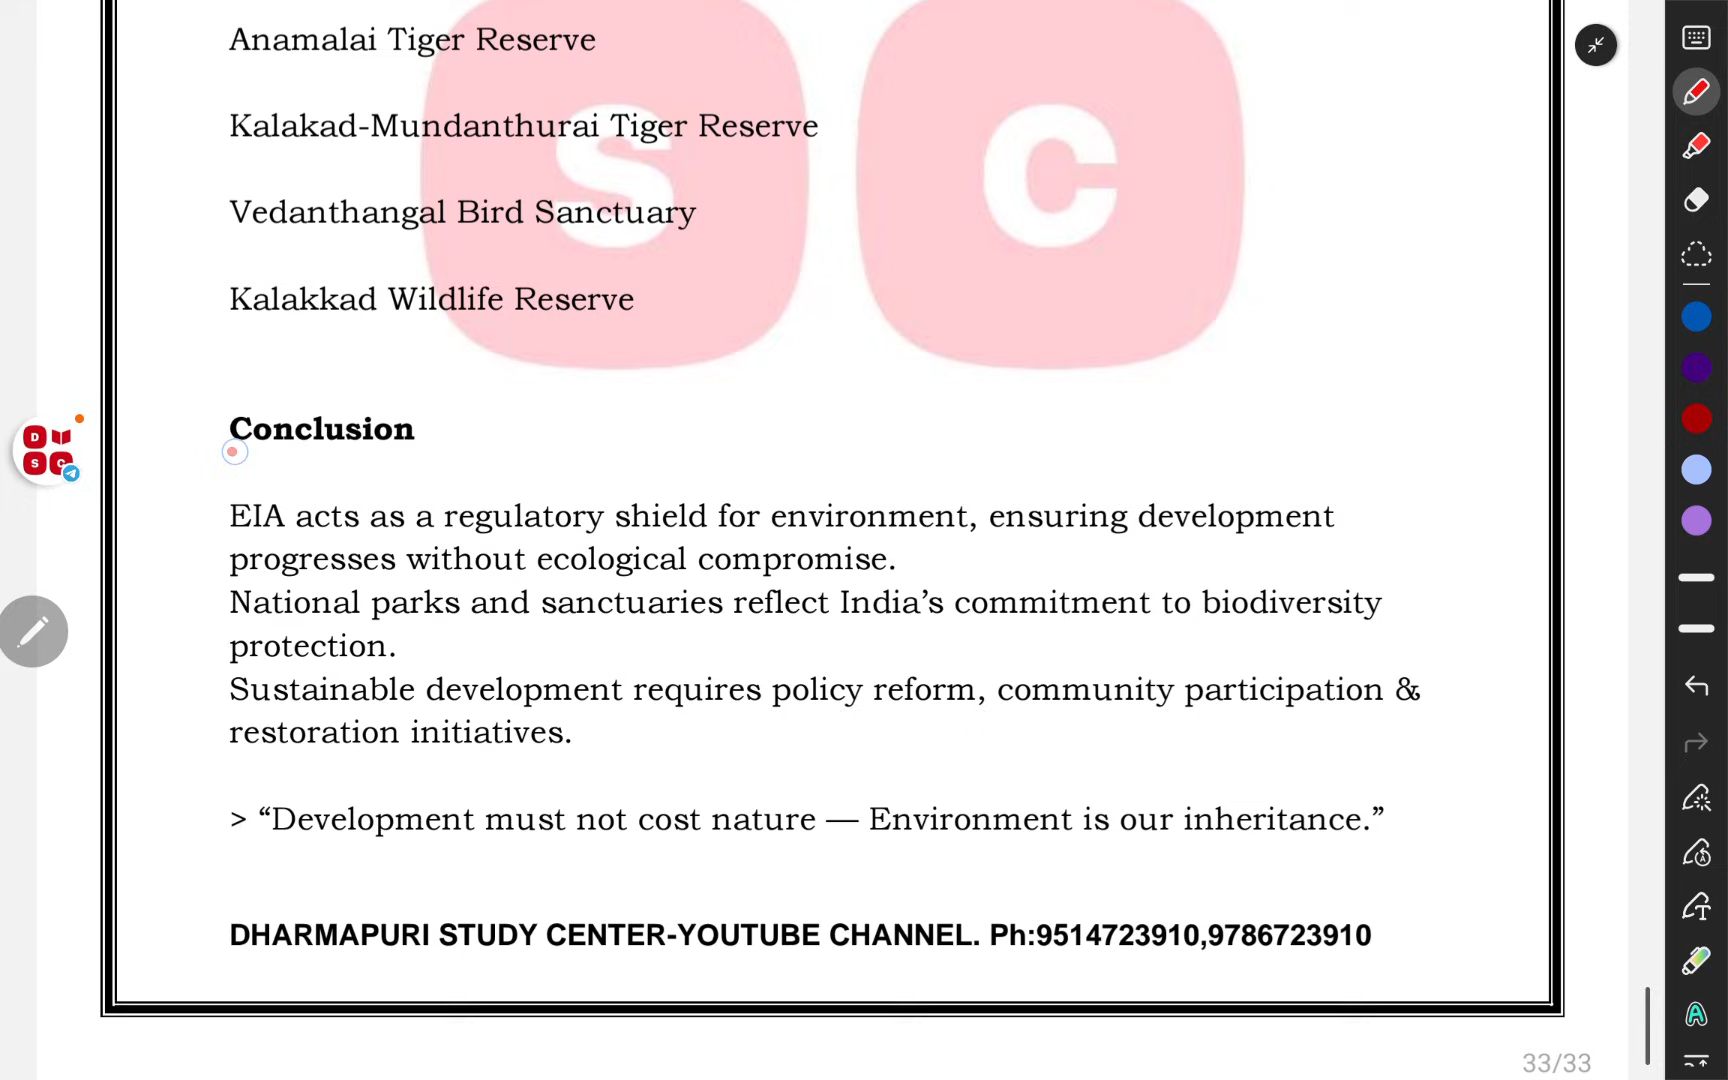 Anamalai Tiger Reserve
Kalakad-Mundanthurai Tiger Reserve
Vedanthangal Bird Sanctuary
Kalakkad Wildlife Reserve
S C
Conclusion
D
S C
EIA acts as a regulatory shield for environment, ensuring development
progresses without ecological compromise.
National parks and sanctuaries reflect India’s commitment to biodiversity
protection.
Sustainable development requires policy reform, community participation &
restoration initiatives.
> “Development must not cost nature — Environment is our inheritance.”
DHARMAPURI STUDY CENTER-YOUTUBE CHANNEL. Ph:9514723910,9786723910
33/33